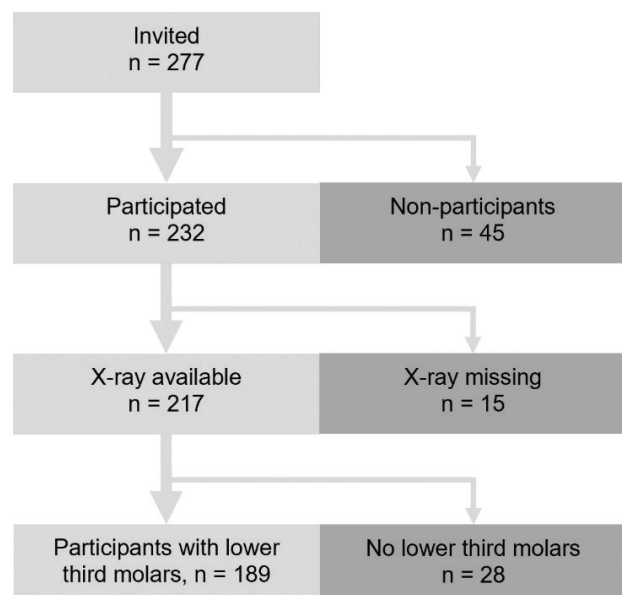 Invited
n = 277
Participated
n = 232
Non-participants
n = 45
X-ray available
n = 217
X-ray missing
n = 15
Participants with lower
third molars, n = 189
No lower third molars
n = 28